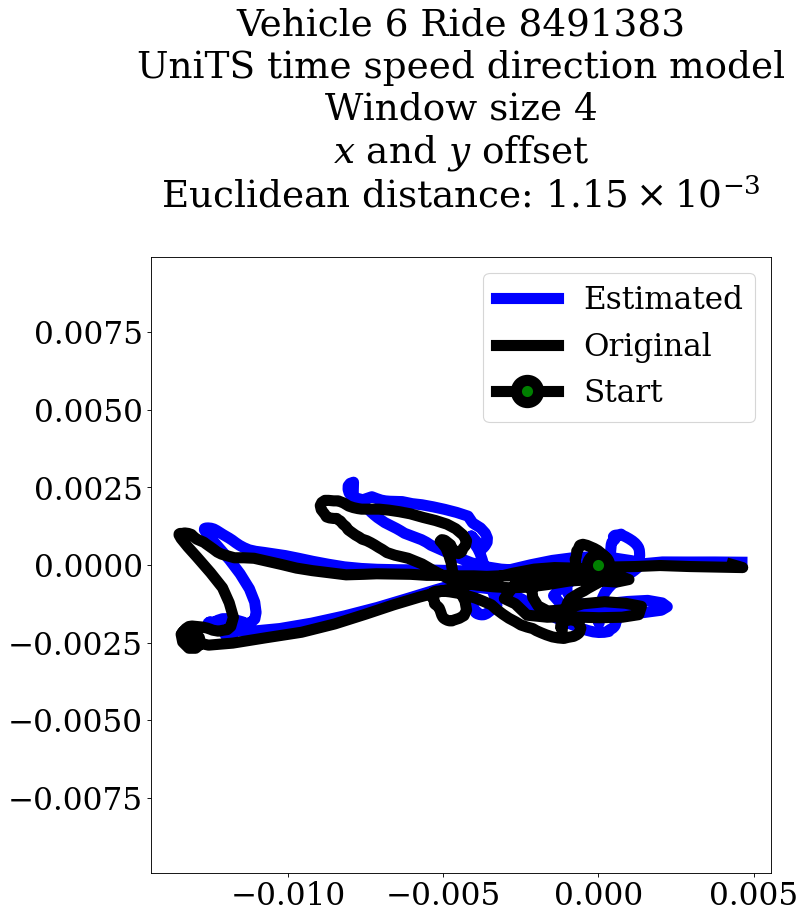 Vehicle 6 Ride 8491383
UniTS time speed direction model
Window size 4
x and y offset
Euclidean distance: 1.15 × 10⁻³
Estimated
Original
Start
0.0075
0.0050
0.0025
0.0000
−0.0025
−0.0050
−0.0075
−0.010 −0.005 0.000 0.005